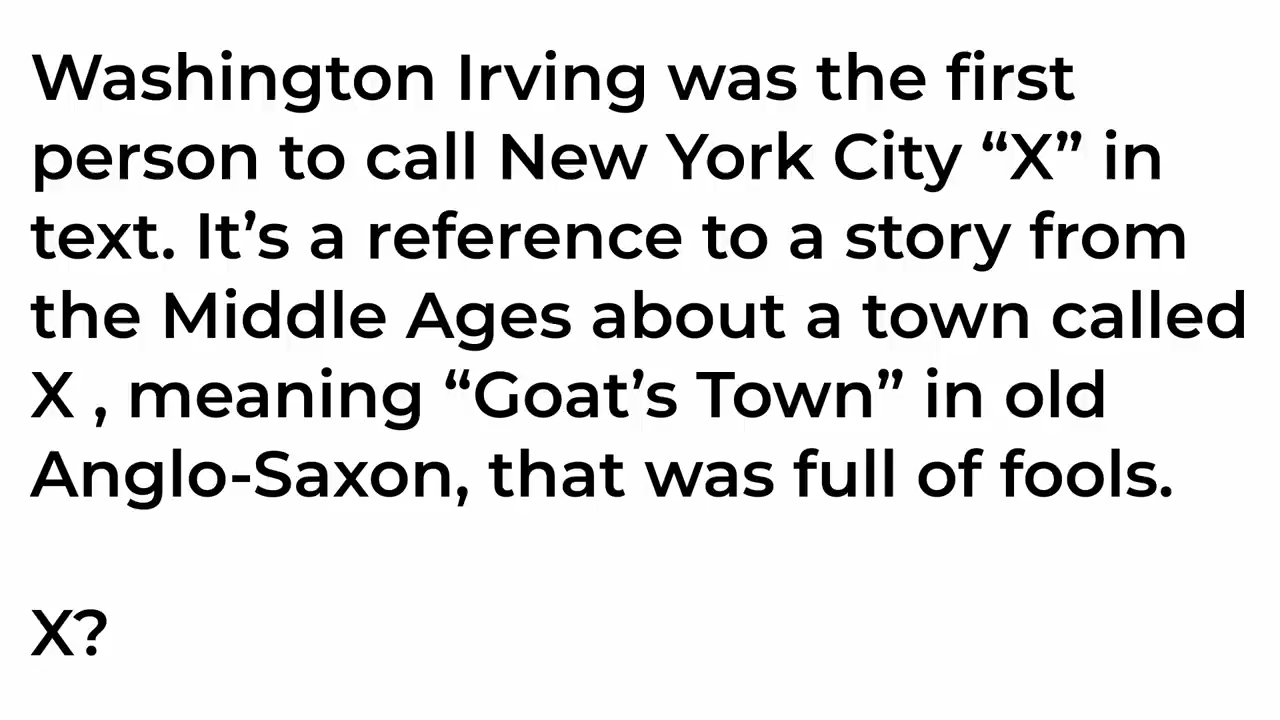 Washington Irving was the first
person to call New York City “X” in
text. It’s a reference to a story from
the Middle Ages about a town called
X , meaning “Goat’s Town” in old
Anglo-Saxon, that was full of fools.
X?